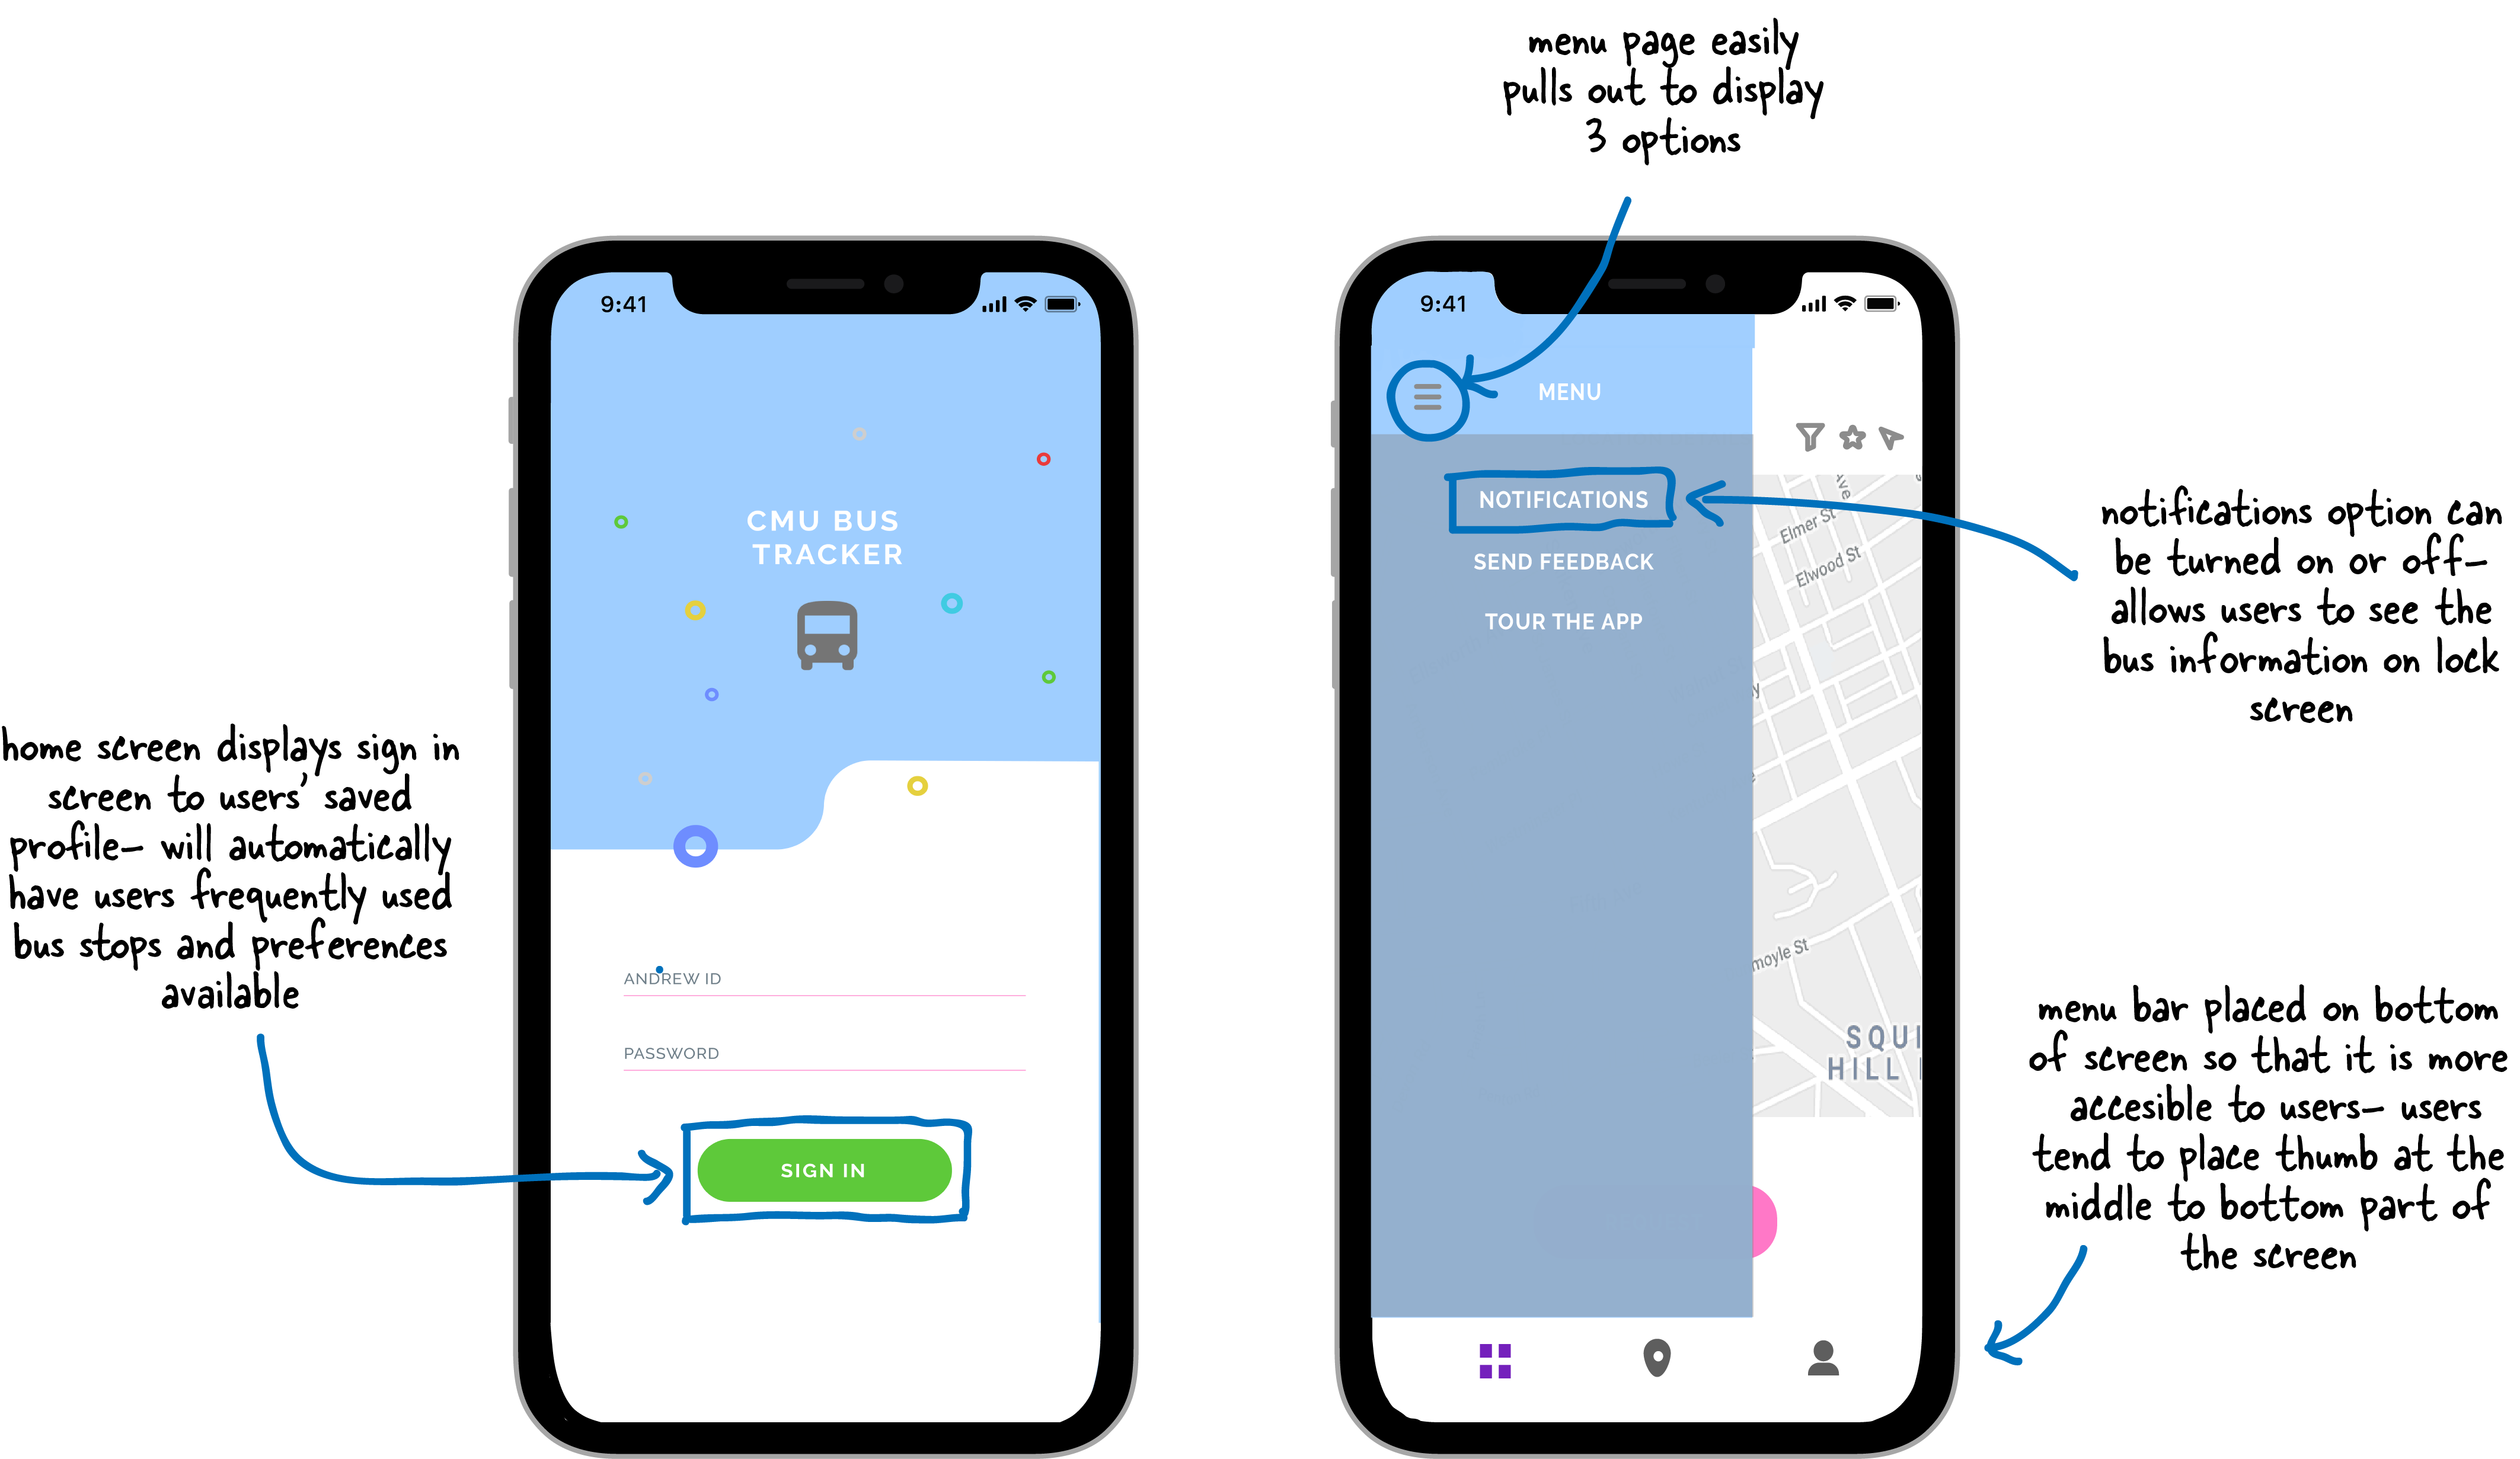 menu page easily
pulls out to display
3 options
9:41
CMU BUS
TRACKER
ANDREW ID
PASSWORD
SIGN IN
home screen displays sign in
screen to users' saved
profile– will automatically
have users frequently used
bus stops and preferences
available
9:41
MENU
NOTIFICATIONS
SEND FEEDBACK
TOUR THE APP
Ave
Elmer St
Elwood St
y
moyle St
SQUI
HILL
notifications option can
be turned on or off–
allows users to see the
bus information on lock
screen
menu bar placed on bottom
of screen so that it is more
accesible to users– users
tend to place thumb at the
middle to bottom part of
the screen